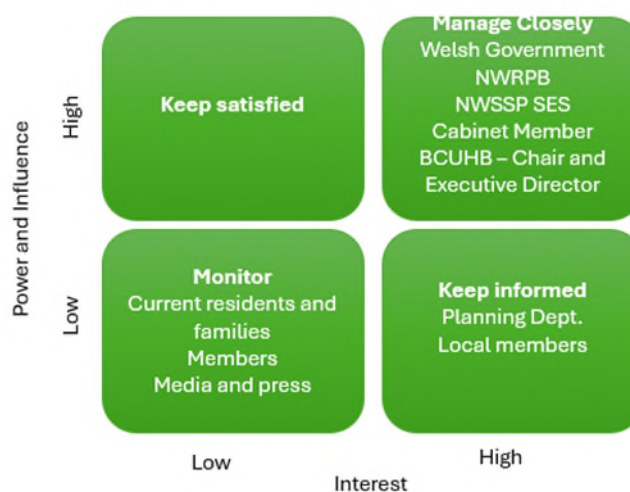 Power and Influence
High
Keep satisfied
Manage Closely
Welsh Government
NWRPB
NWSSP SES
Cabinet Member
BCUHB – Chair and
Executive Director
Low
Monitor
Current residents and
families
Members
Media and press
Keep informed
Planning Dept.
Local members
Low
High
Interest